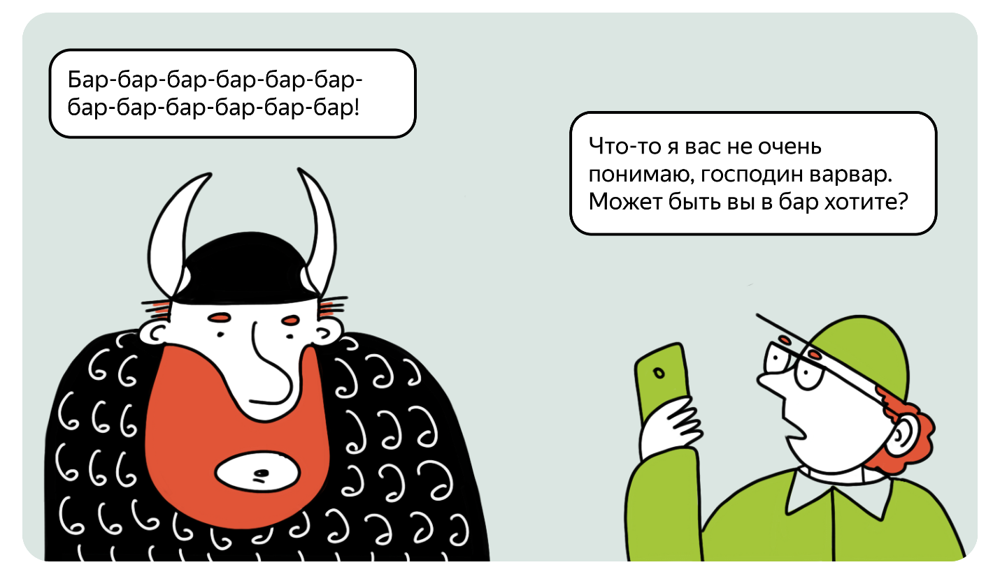 Бар-бар-бар-бар-бар-бар-
бар-бар-бар-бар-бар-бар!
Что-то я вас не очень
понимаю, господин варвар.
Может быть вы в бар хотите?